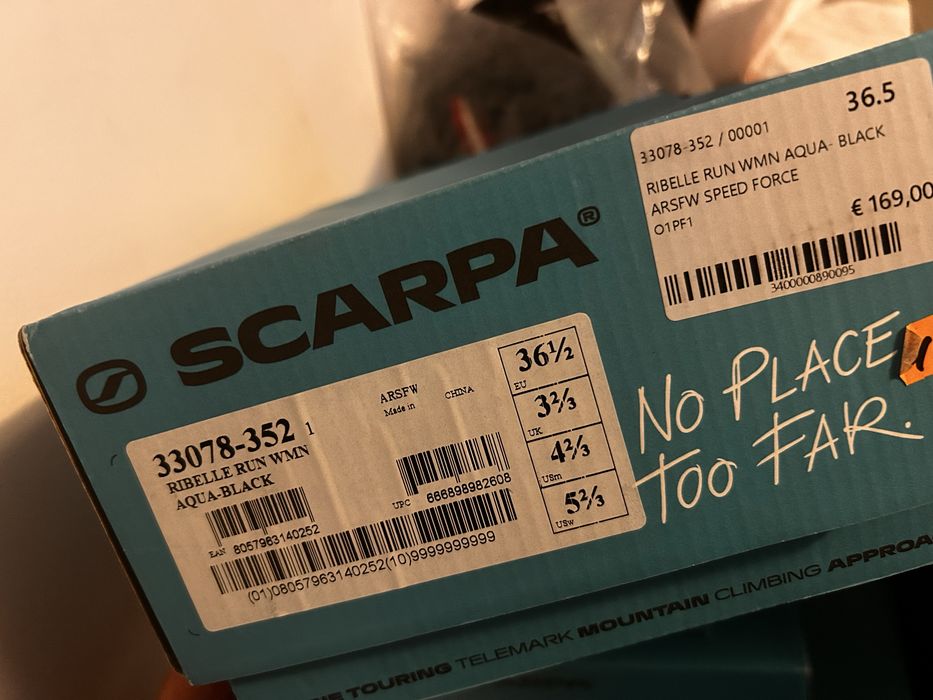 36.5
33078-352 / 00001
RIBELLE RUN WMN AQUA- BLACK
ARSFW SPEED FORCE
€ 169,00
O1PF1
3400000890095
SCARPA®
NO PLACE
TOO FAR.
33078-352 1
RIBELLE RUN WMN
AQUA-BLACK
ARSFW
Made in CHINA
EAN 8057963140252
UPC 666898982608
(01)08057963140252(10)9999999999
36½
EU
3⅔
UK
4⅔
USm
5⅔
USw
TOURING TELEMARK MOUNTAIN CLIMBING